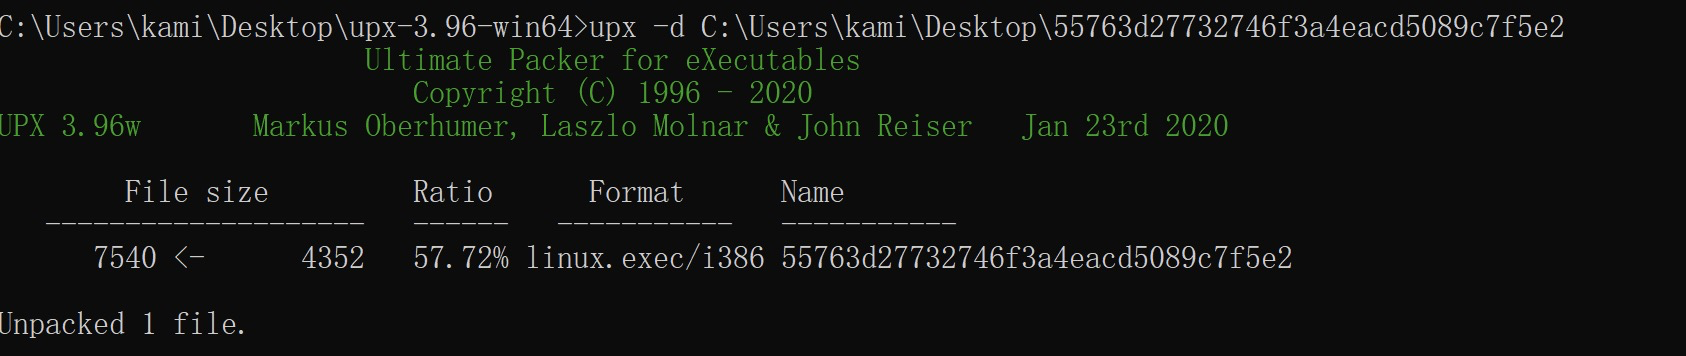 C:\Users\kami\Desktop\upx-3.96-win64>upx -d C:\Users\kami\Desktop\55763d27732746f3a4eacd5089c7f5e2
Ultimate Packer for eXecutables
Copyright (C) 1996 - 2020
UPX 3.96w       Markus Oberhumer, Laszlo Molnar & John Reiser   Jan 23rd 2020
File size         Ratio      Format      Name
--------------------   ------   -----------   -----------
7540 <-      4352   57.72% linux.exec/i386 55763d27732746f3a4eacd5089c7f5e2
Unpacked 1 file.